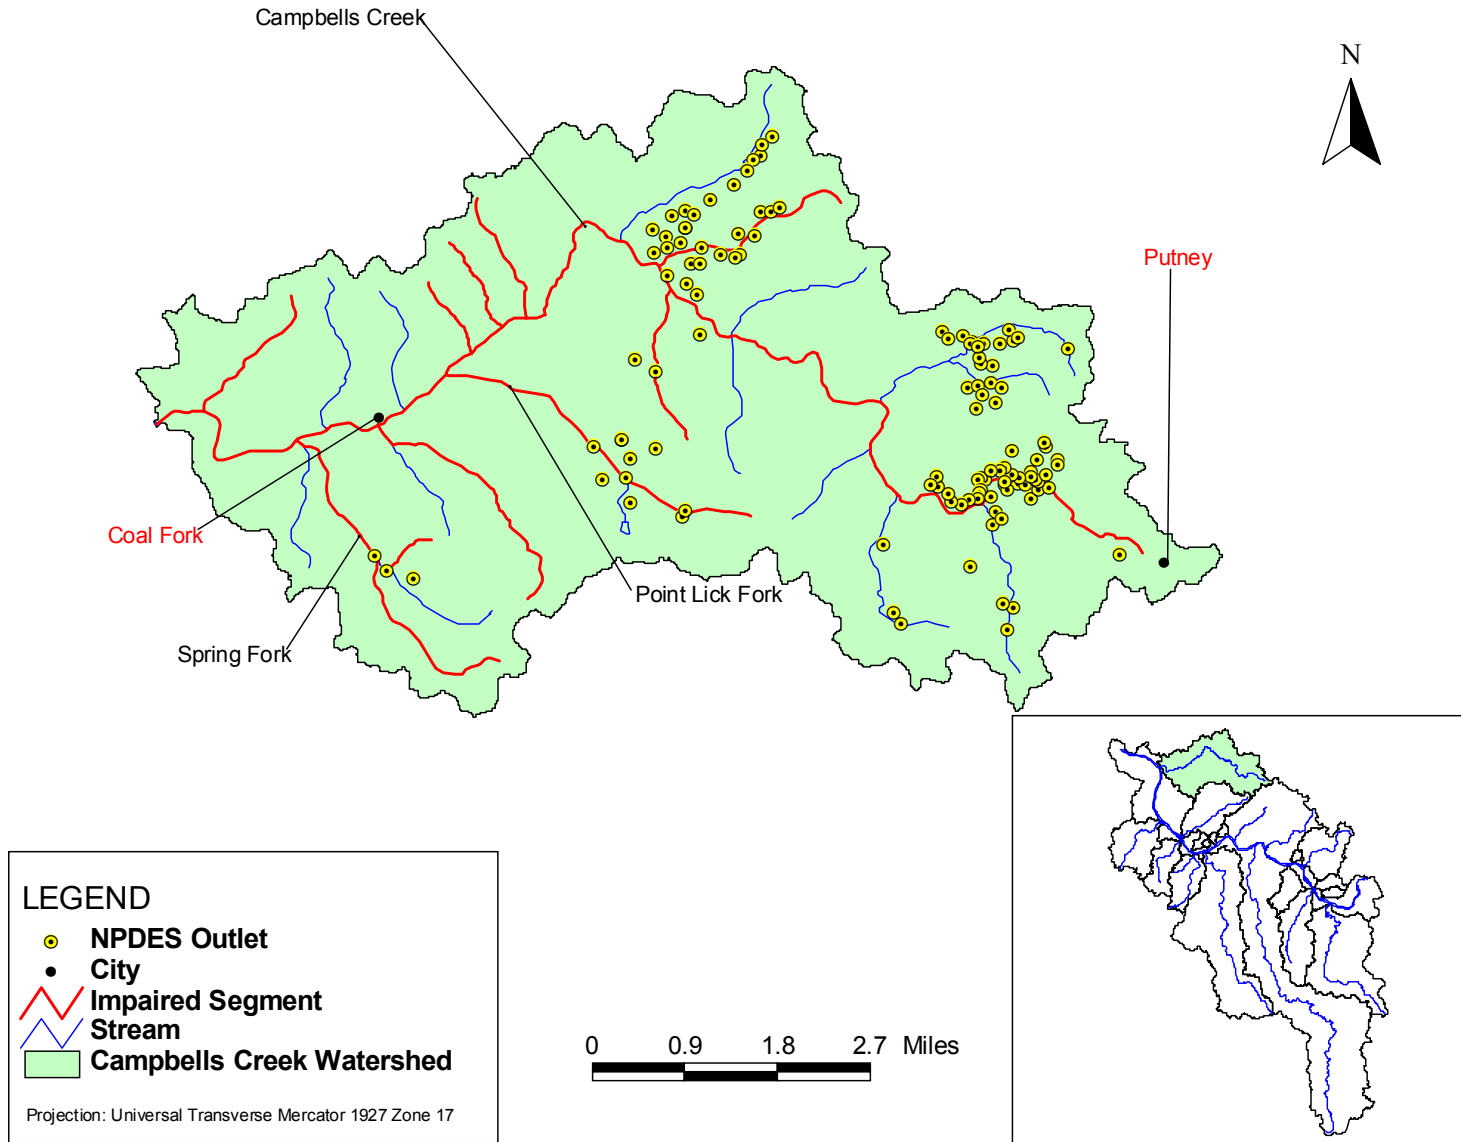 Campbells Creek
N
Putney
Coal Fork
Point Lick Fork
Spring Fork
LEGEND
NPDES Outlet
City
Impaired Segment
Stream
Campbells Creek Watershed
Projection: Universal Transverse Mercator 1927 Zone 17
0 0.9 1.8 2.7 Miles